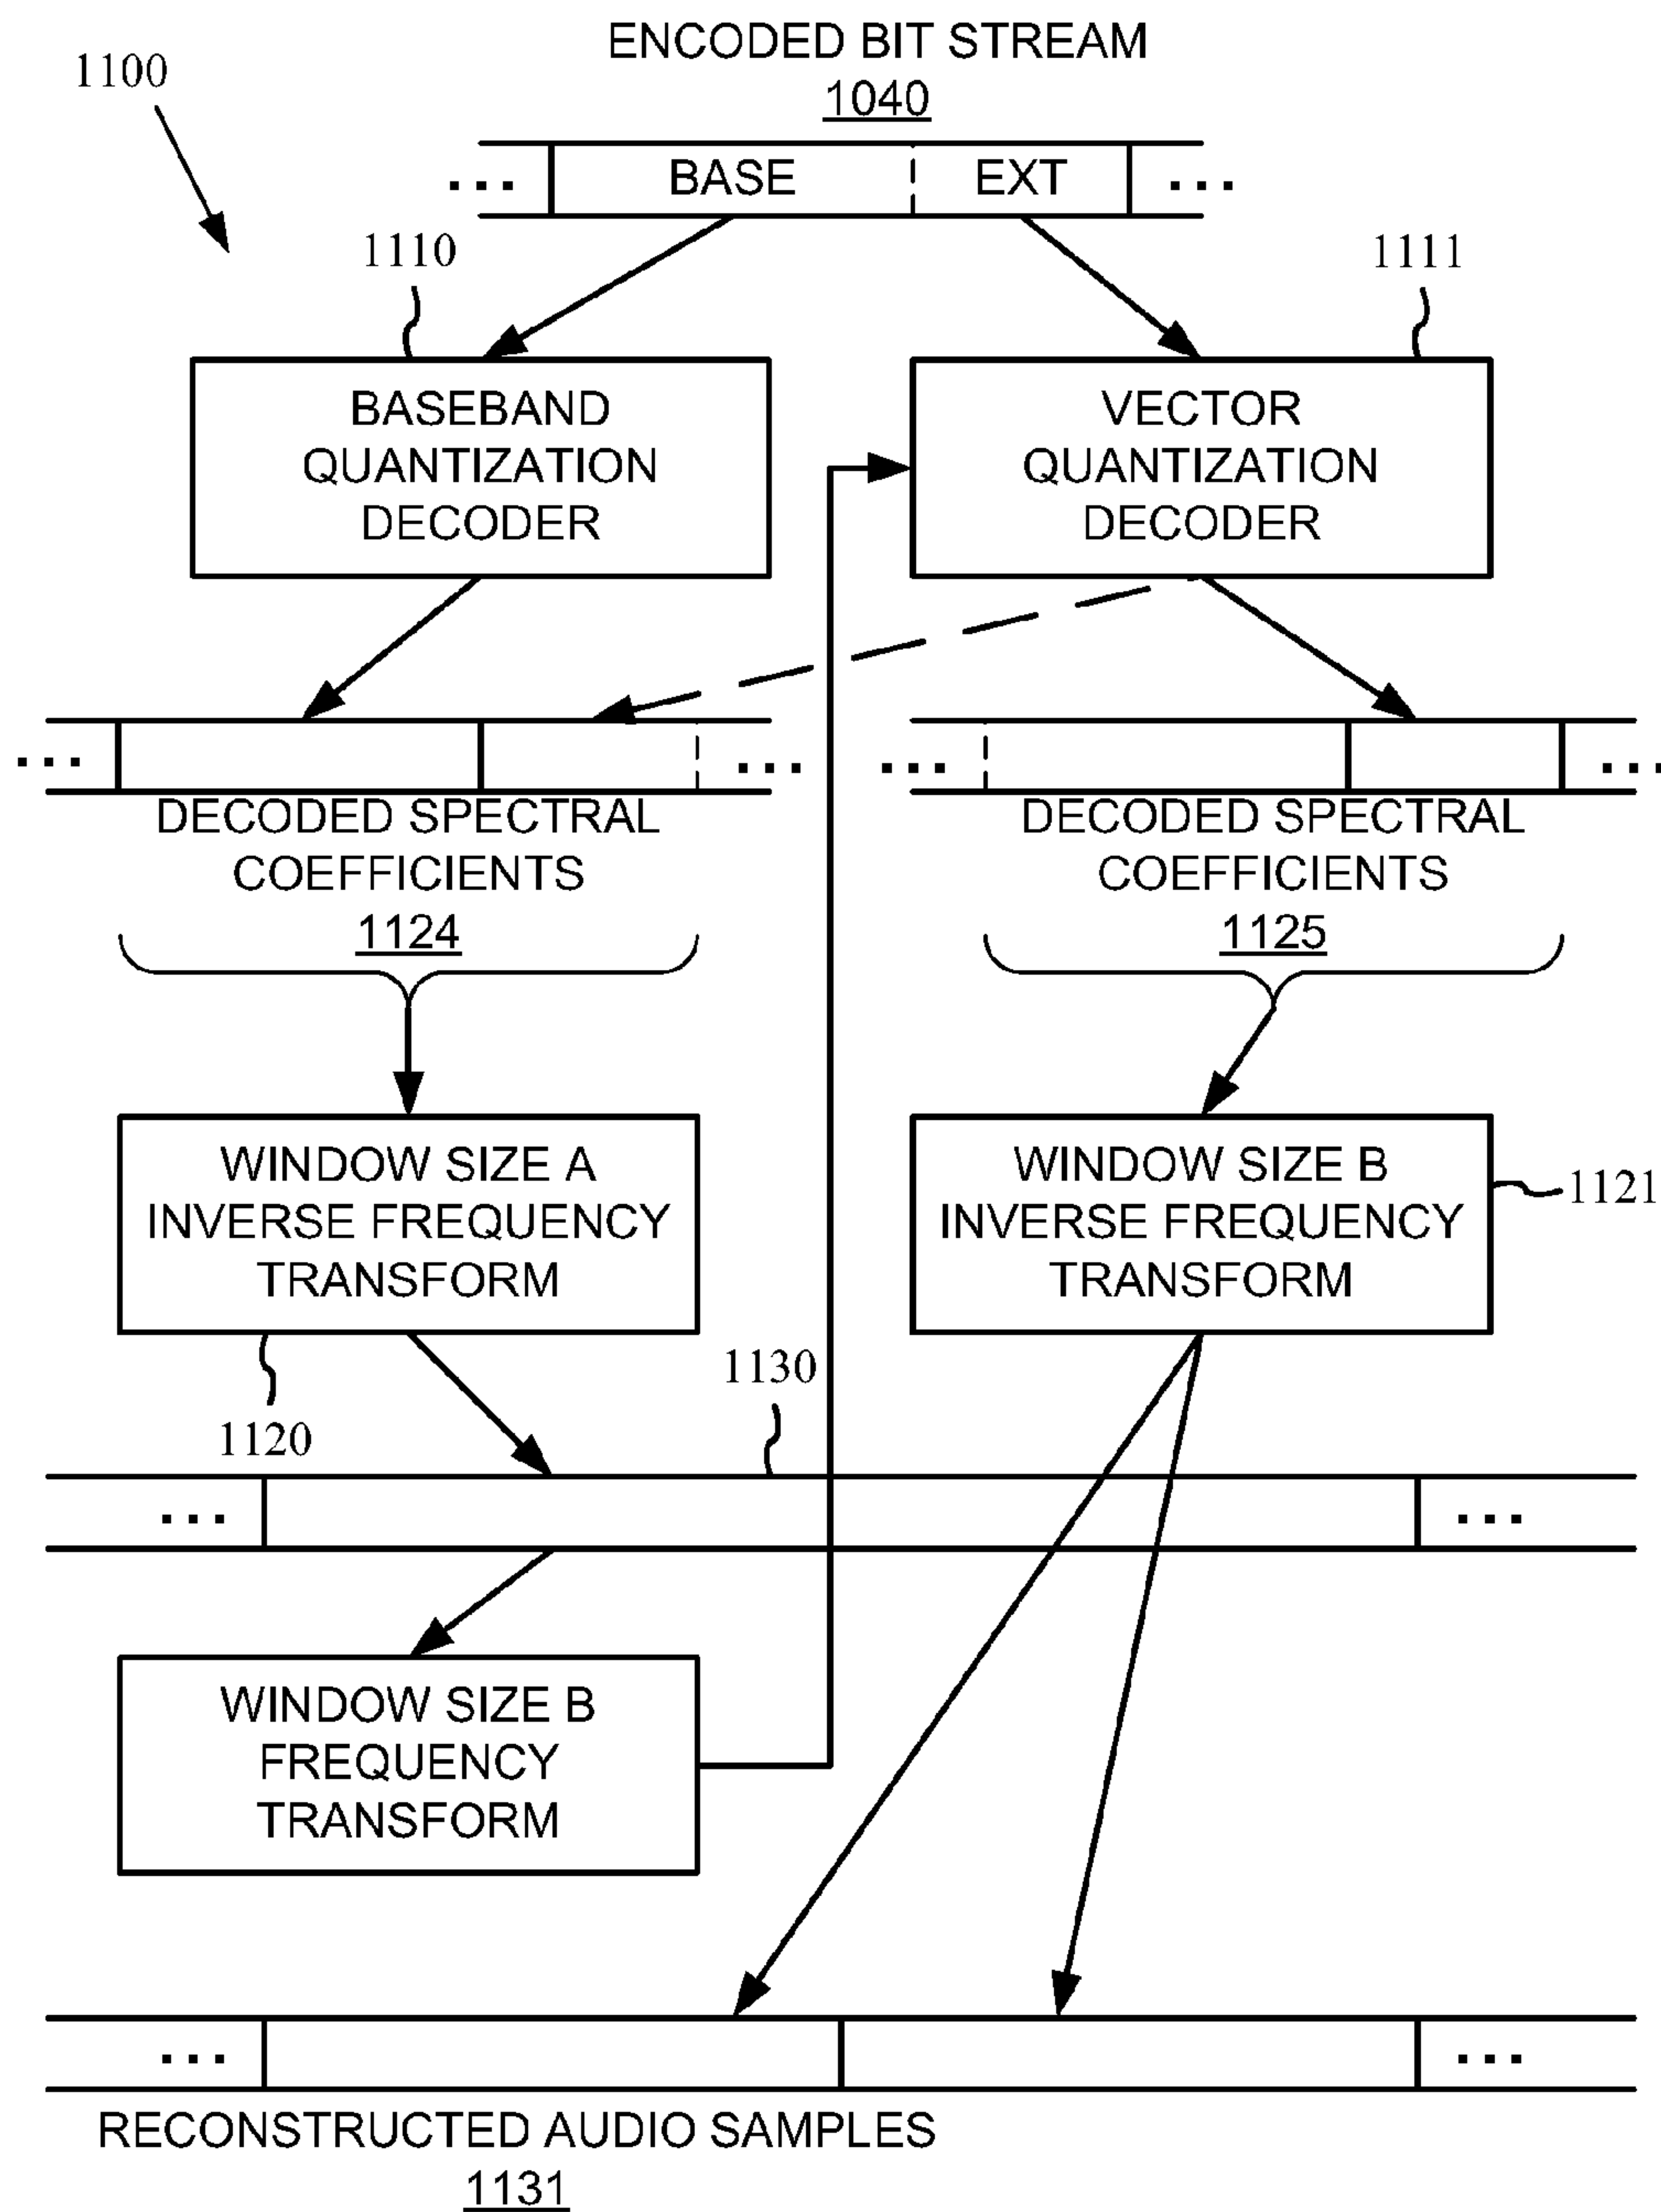 ENCODED BIT STREAM
1100
1040
... BASE EXT ...
1110
1111
BASEBAND
QUANTIZATION
DECODER
VECTOR
QUANTIZATION
DECODER
... ...
... ...
DECODED SPECTRAL
COEFFICIENTS
1124
DECODED SPECTRAL
COEFFICIENTS
1125
WINDOW SIZE A
INVERSE FREQUENCY
TRANSFORM
WINDOW SIZE B
INVERSE FREQUENCY
TRANSFORM
1121
1130
1120
... ...
WINDOW SIZE B
FREQUENCY
TRANSFORM
... ...
RECONSTRUCTED AUDIO SAMPLES
1131